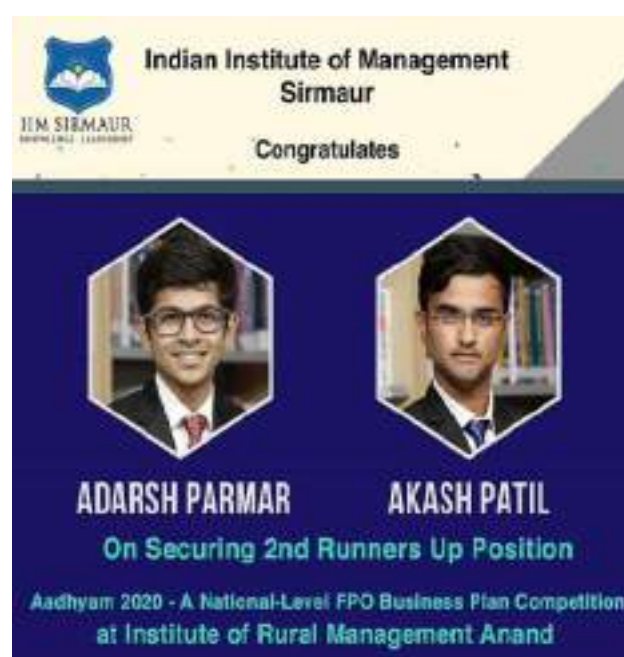 Indian Institute of Management
Sirmaur
IIM SIRMAUR
Congratulates
ADARSH PARMAR
AKASH PATIL
On Securing 2nd Runners Up Position
Aadhyam 2020 - A National-Level FPO Business Plan Competition
at Institute of Rural Management Anand